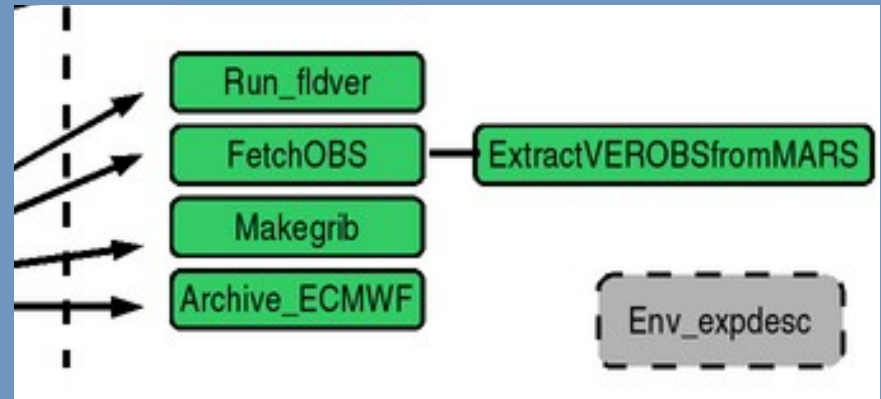 Run_fldver
FetchOBS
ExtractVEROBSfromMARS
Makegrib
Archive_ECMWF
Env_expdesc